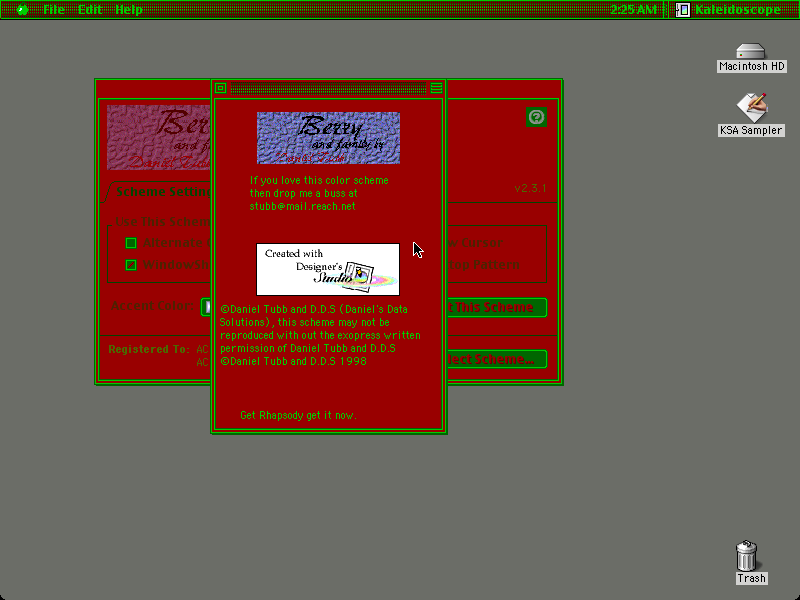 File Edit Help
2:25 AM
Kaleidoscope
Macintosh HD
KSA Sampler
Berry
and family by
If you love this color scheme
then drop me a buss at
stubb@mail.reach.net
Created with
Designer's
Studio
©Daniel Tubb and D.D.S (Daniel's Data
Solutions), this scheme may not be
reproduced with out the exopress written
permission of Daniel Tubb and D.D.S
©Daniel Tubb and D.D.S 1998
Get Rhapsody get it now.
Ber
and f
Scheme Settin
v2.3.1
Use this Schem
Alternate
w Cursor
WindowSh
top Pattern
Accent Color:
t This Scheme
Registered To: AC
AC
lect Scheme...
Trash